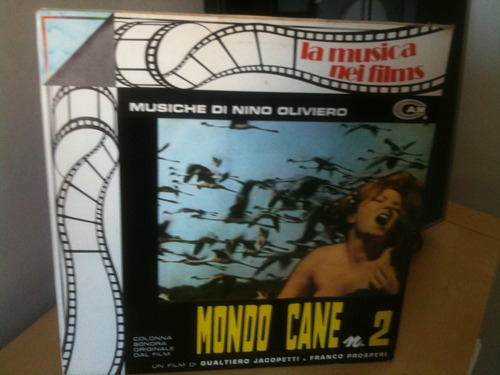 la musica
nei films
MUSICHE DI NINO OLIVIERO
CAM
MONDO CANE n. 2
COLONNA
SONORA
ORIGINALE
DAL FILM
UN FILM DI GUALTIERO JACOPETTI - FRANCO PROSPERI